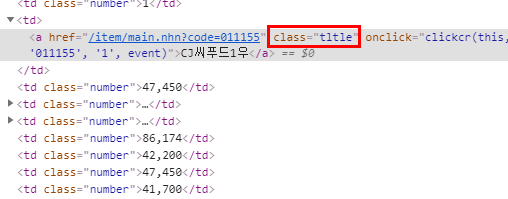 <td class="number">1</td>
▼<td>
<a href="/item/main.nhn?code=011155" class="tltle" onclick="clickcr(this,
'011155', '1', event)">CJ씨푸드1우</a> == $0
</td>
<td class="number">47,450</td>
▶<td class="number">…</td>
▶<td class="number">…</td>
<td class="number">86,174</td>
<td class="number">42,200</td>
<td class="number">47,450</td>
<td class="number">41,700</td>